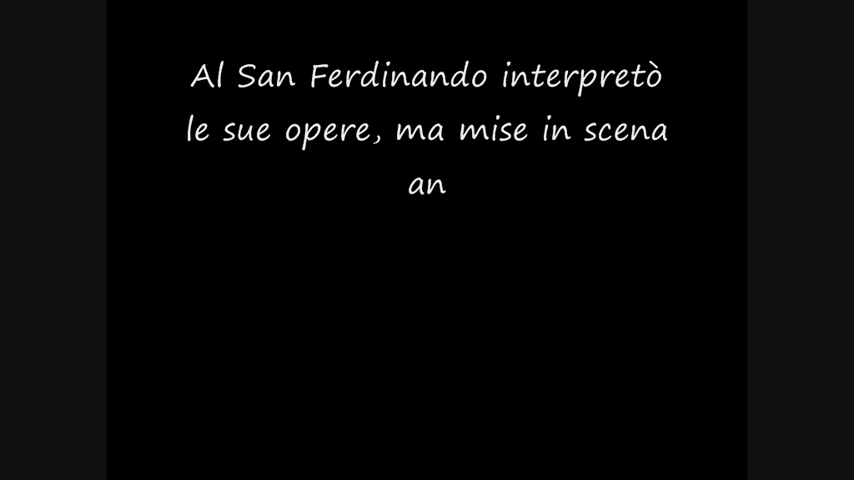 Al San Ferdinando interpretò
le sue opere, ma mise in scena
an